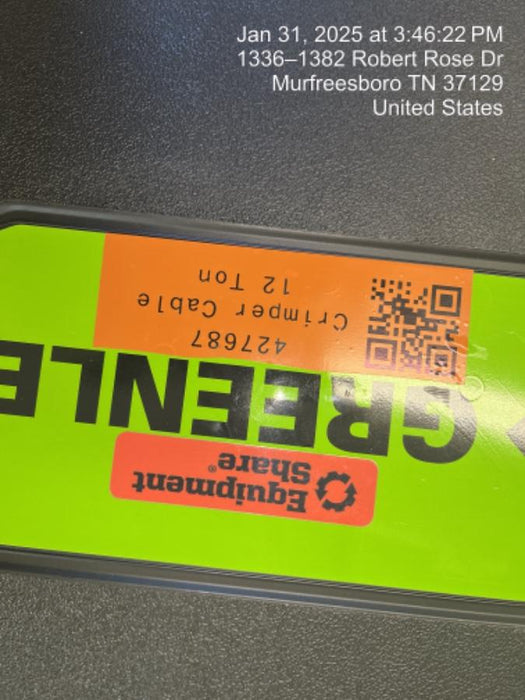 Jan 31, 2025 at 3:46:22 PM
1336–1382 Robert Rose Dr
Murfreesboro TN 37129
United States
Equipment
Share®
GREENLE
427687
Crimper Cable
12 Ton